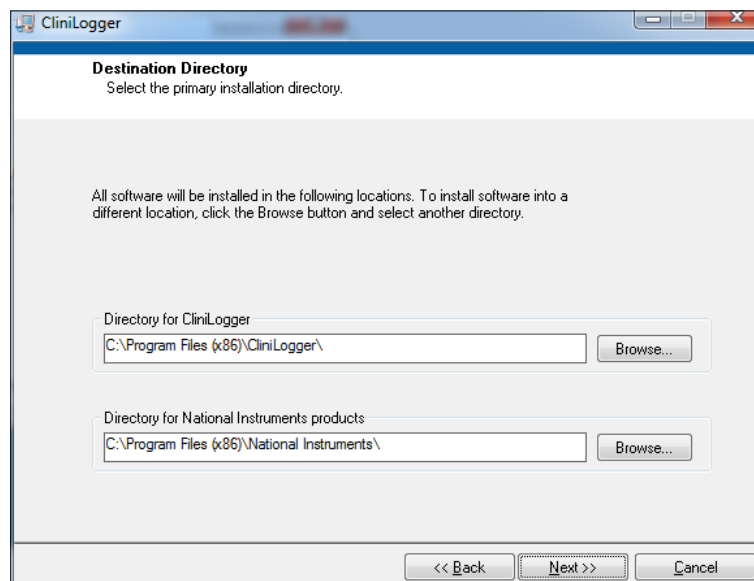 CliniLogger
Destination Directory
Select the primary installation directory.
All software will be installed in the following locations. To install software into a
different location, click the Browse button and select another directory.
Directory for CliniLogger
C:\Program Files (x86)\CliniLogger\
Browse...
Directory for National Instruments products
C:\Program Files (x86)\National Instruments\
Browse...
<< Back Next >> Cancel